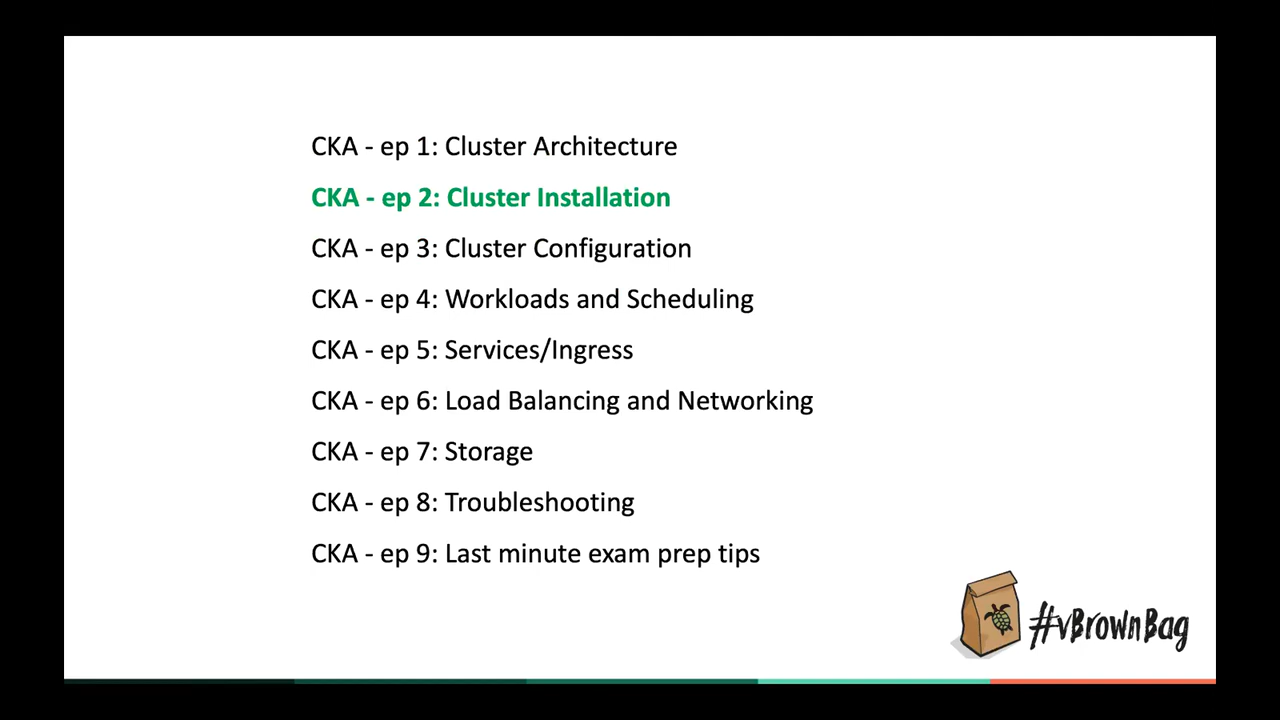 CKA - ep 1: Cluster Architecture
CKA - ep 2: Cluster Installation
CKA - ep 3: Cluster Configuration
CKA - ep 4: Workloads and Scheduling
CKA - ep 5: Services/Ingress
CKA - ep 6: Load Balancing and Networking
CKA - ep 7: Storage
CKA - ep 8: Troubleshooting
CKA - ep 9: Last minute exam prep tips
#vBrownBag